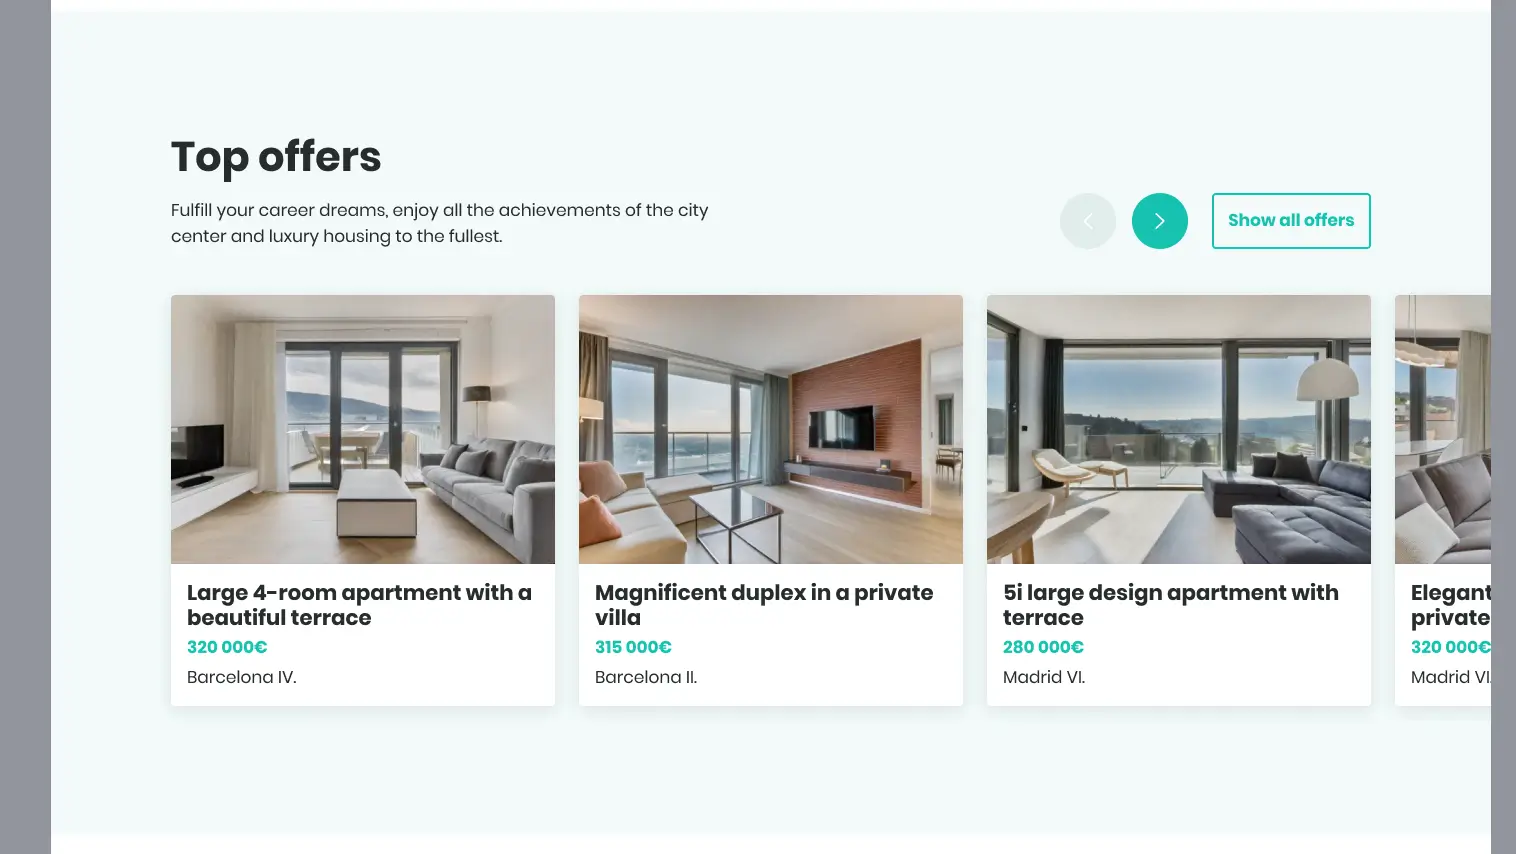 Top offers
Fulfill your career dreams, enjoy all the achievements of the city
center and luxury housing to the fullest.
Show all offers
Large 4-room apartment with a
beautiful terrace
320 000€
Barcelona IV.
Magnificent duplex in a private
villa
315 000€
Barcelona II.
5i large design apartment with
terrace
280 000€
Madrid VI.
Elegant
private
320 000€
Madrid VI.